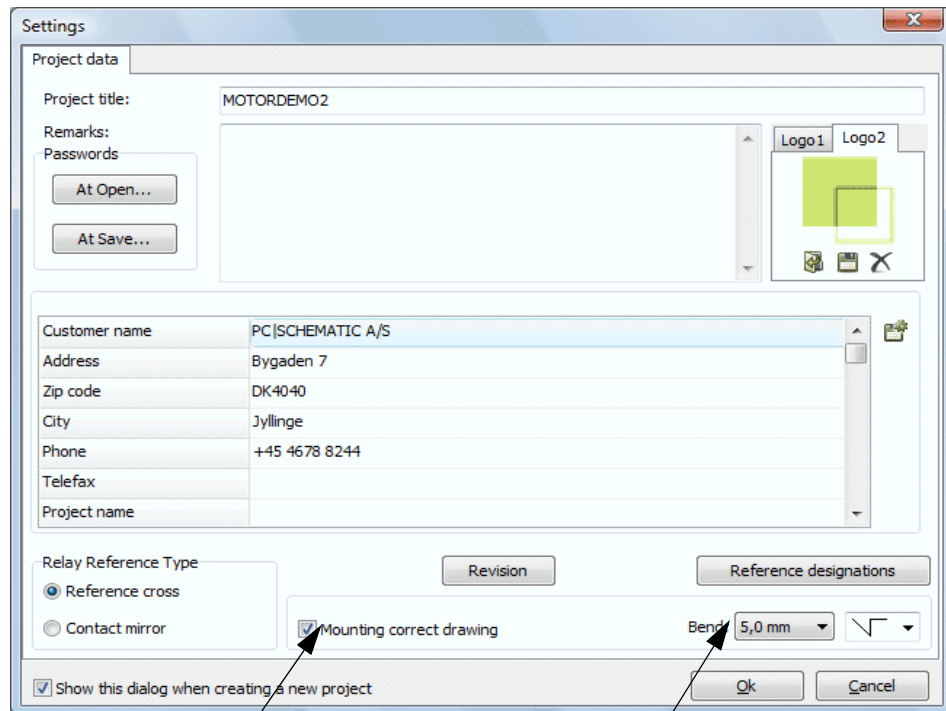 Settings
Project data
Project title: MOTORDEMO2
Remarks:
Passwords
At Open...
At Save...
Logo1 Logo2
Customer name PC|SCHEMATIC A/S
Address Bygaden 7
Zip code DK4040
City Jyllinge
Phone +45 4678 8244
Telefax
Project name
Relay Reference Type
Reference cross
Contact mirror
Revision
Reference designations
Mounting correct drawing
Bend 5,0 mm
Show this dialog when creating a new project
Ok
Cancel